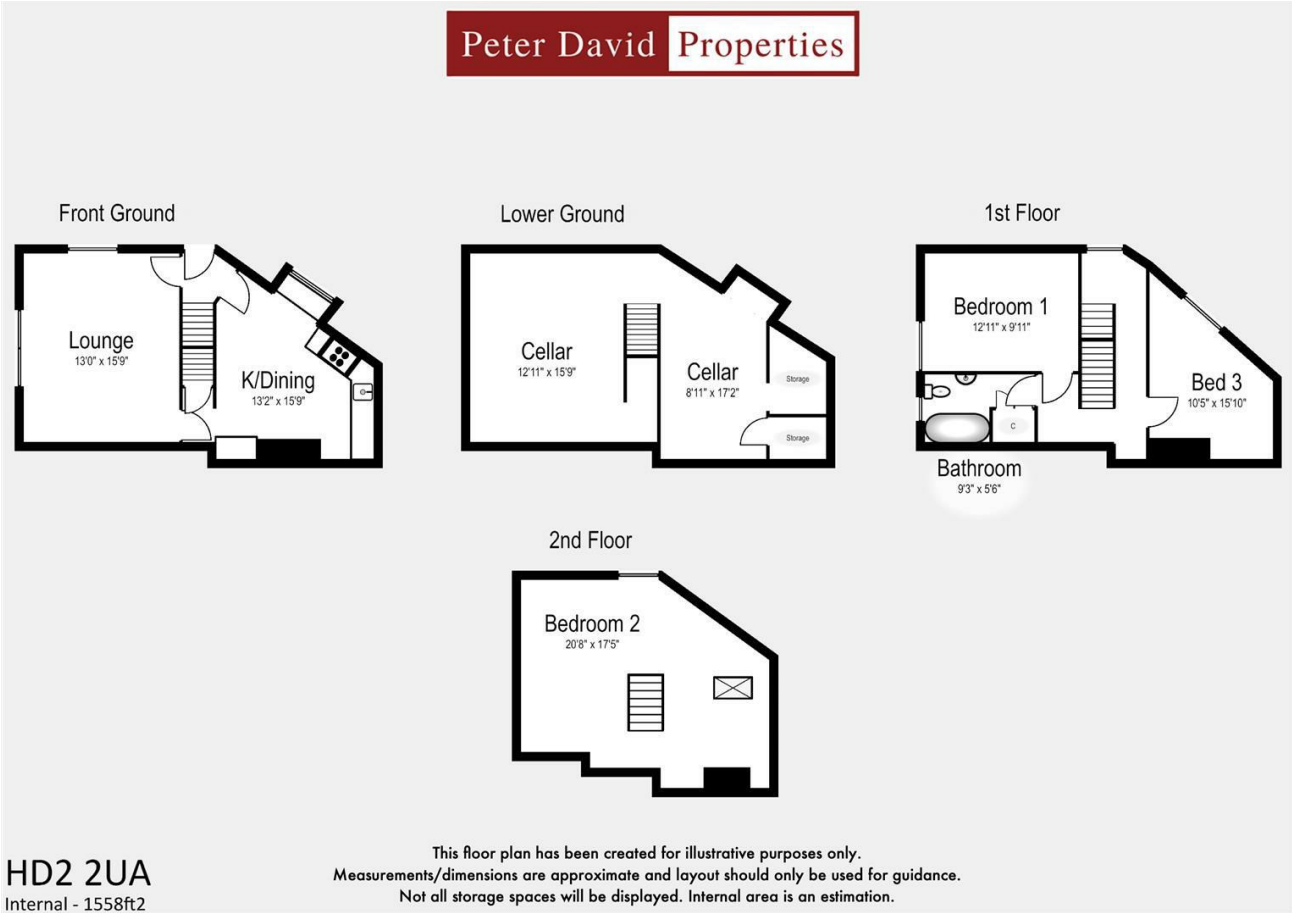 Peter David Properties
Front Ground
Lounge
13'0" x 15'9"
K/Dining
13'2" x 15'9"
Lower Ground
Cellar
12'11" x 15'9"
Cellar
8'11" x 17'2"
Storage
Storage
1st Floor
Bedroom 1
12'11" x 9'11"
Bed 3
10'5" x 15'10"
C
Bathroom
9'3" x 5'6"
2nd Floor
Bedroom 2
20'8" x 17'5"
HD2 2UA
Internal - 1558ft2
This floor plan has been created for illustrative purposes only.
Measurements/dimensions are approximate and layout should only be used for guidance.
Not all storage spaces will be displayed. Internal area is an estimation.